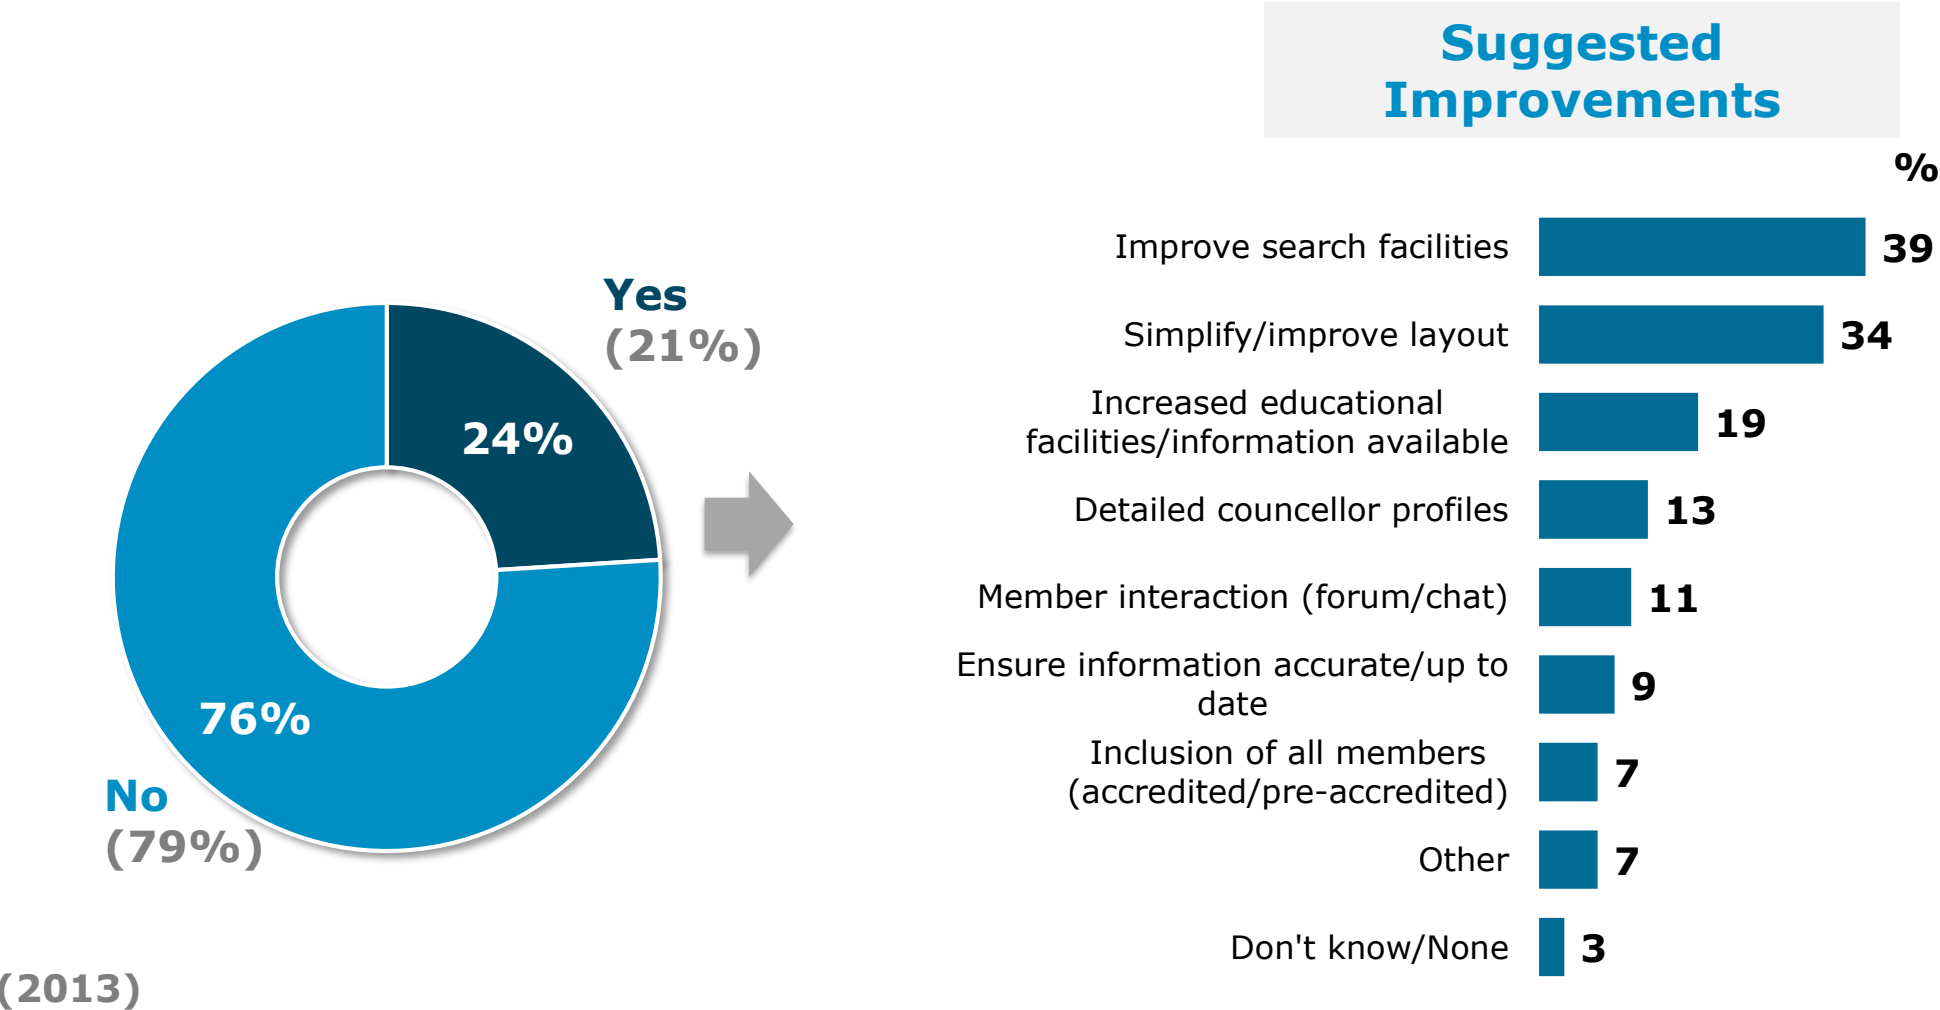 Suggested
Improvements
%
Yes
(21%)
24%
76%
No
(79%)
Improve search facilities 39
Simplify/improve layout 34
Increased educational
facilities/information available 19
Detailed councellor profiles 13
Member interaction (forum/chat) 11
Ensure information accurate/up to
date 9
Inclusion of all members
(accredited/pre-accredited) 7
Other 7
Don't know/None 3
(2013)